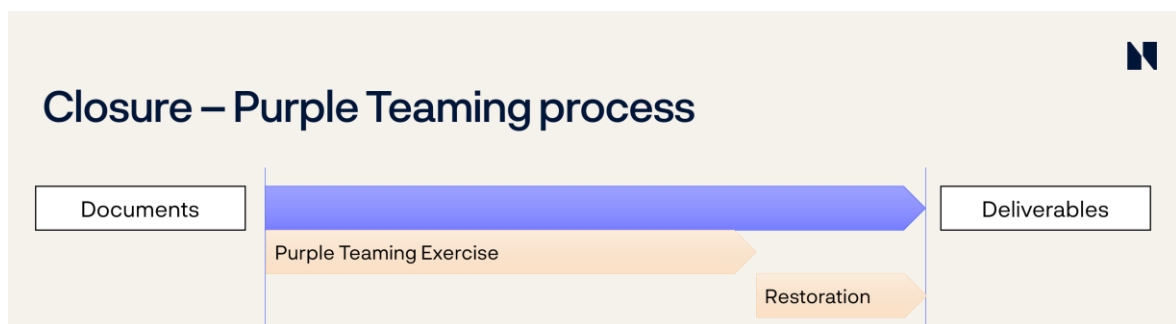 Closure – Purple Teaming process
Documents
Deliverables
Purple Teaming Exercise
Restoration